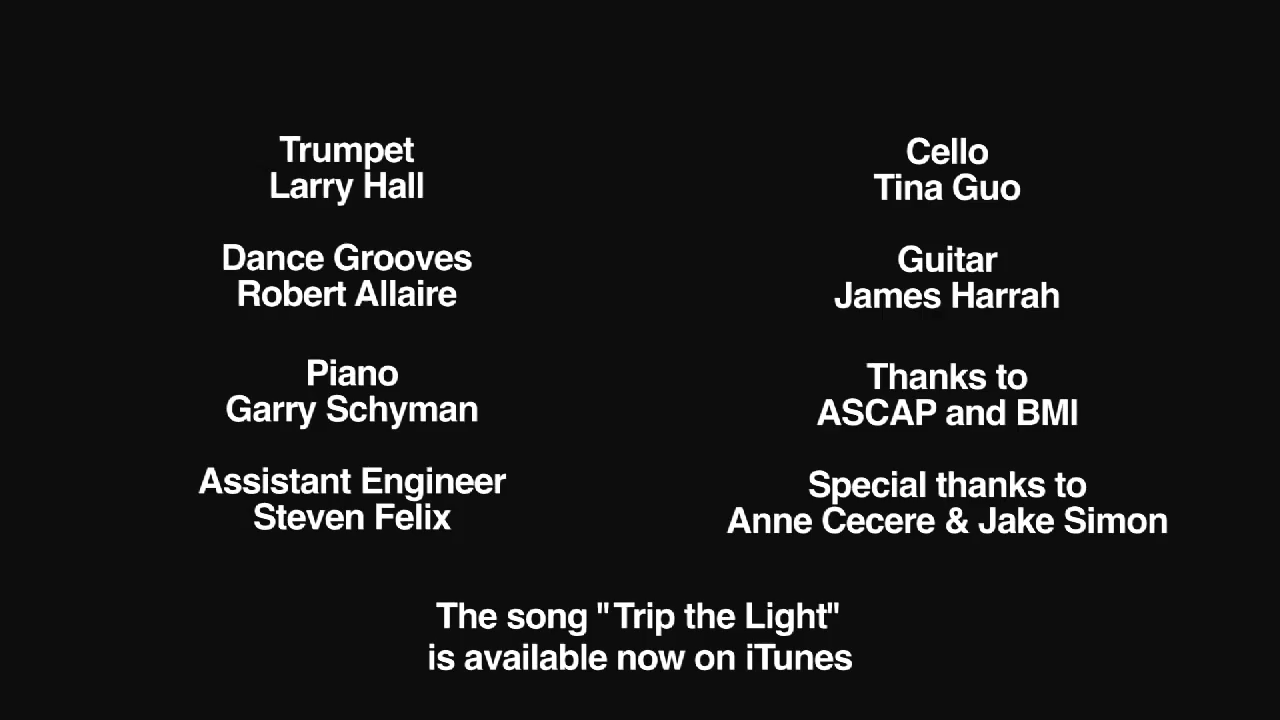 Trumpet
Larry Hall
Dance Grooves
Robert Allaire
Piano
Garry Schyman
Assistant Engineer
Steven Felix
Cello
Tina Guo
Guitar
James Harrah
Thanks to
ASCAP and BMI
Special thanks to
Anne Cecere & Jake Simon
The song "Trip the Light"
is available now on iTunes